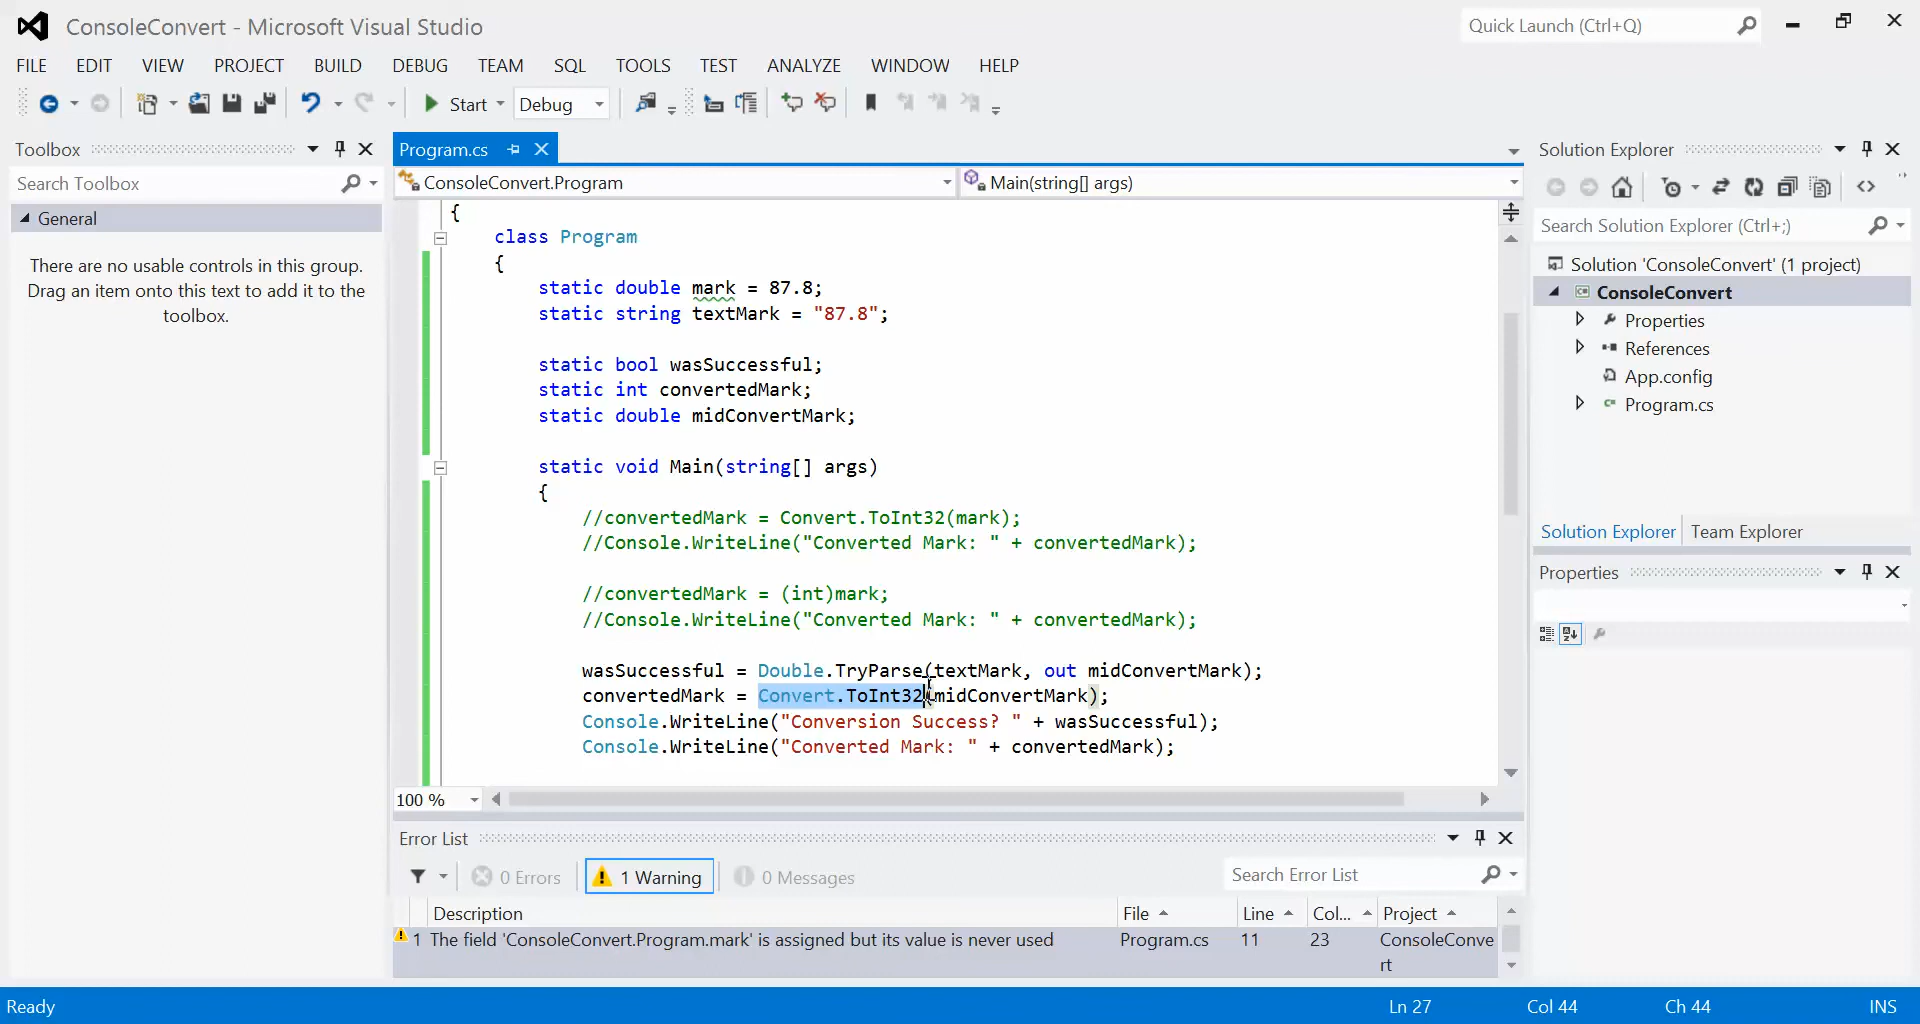 ConsoleConvert - Microsoft Visual Studio
Quick Launch (Ctrl+Q)
FILE EDIT VIEW PROJECT BUILD DEBUG TEAM SQL TOOLS TEST ANALYZE WINDOW HELP
Start Debug
Toolbox
Search Toolbox
General
There are no usable controls in this group.
Drag an item onto this text to add it to the
toolbox.
Program.cs
ConsoleConvert.Program Main(string[] args)
{
class Program
{
static double mark = 87.8;
static string textMark = "87.8";
static bool wasSuccessful;
static int convertedMark;
static double midConvertMark;
static void Main(string[] args)
{
//convertedMark = Convert.ToInt32(mark);
//Console.WriteLine("Converted Mark: " + convertedMark);
//convertedMark = (int)mark;
//Console.WriteLine("Converted Mark: " + convertedMark);
wasSuccessful = Double.TryParse(textMark, out midConvertMark);
convertedMark = Convert.ToInt32(midConvertMark);
Console.WriteLine("Conversion Success? " + wasSuccessful);
Console.WriteLine("Converted Mark: " + convertedMark);
100 %
Solution Explorer
Search Solution Explorer (Ctrl+;)
Solution 'ConsoleConvert' (1 project)
ConsoleConvert
Properties
References
App.config
Program.cs
Solution Explorer Team Explorer
Properties
Error List
0 Errors 1 Warning 0 Messages
Search Error List
Description File Line Col... Project
1 The field 'ConsoleConvert.Program.mark' is assigned but its value is never used Program.cs 11 23 ConsoleConve
rt
Ready Ln 27 Col 44 Ch 44 INS